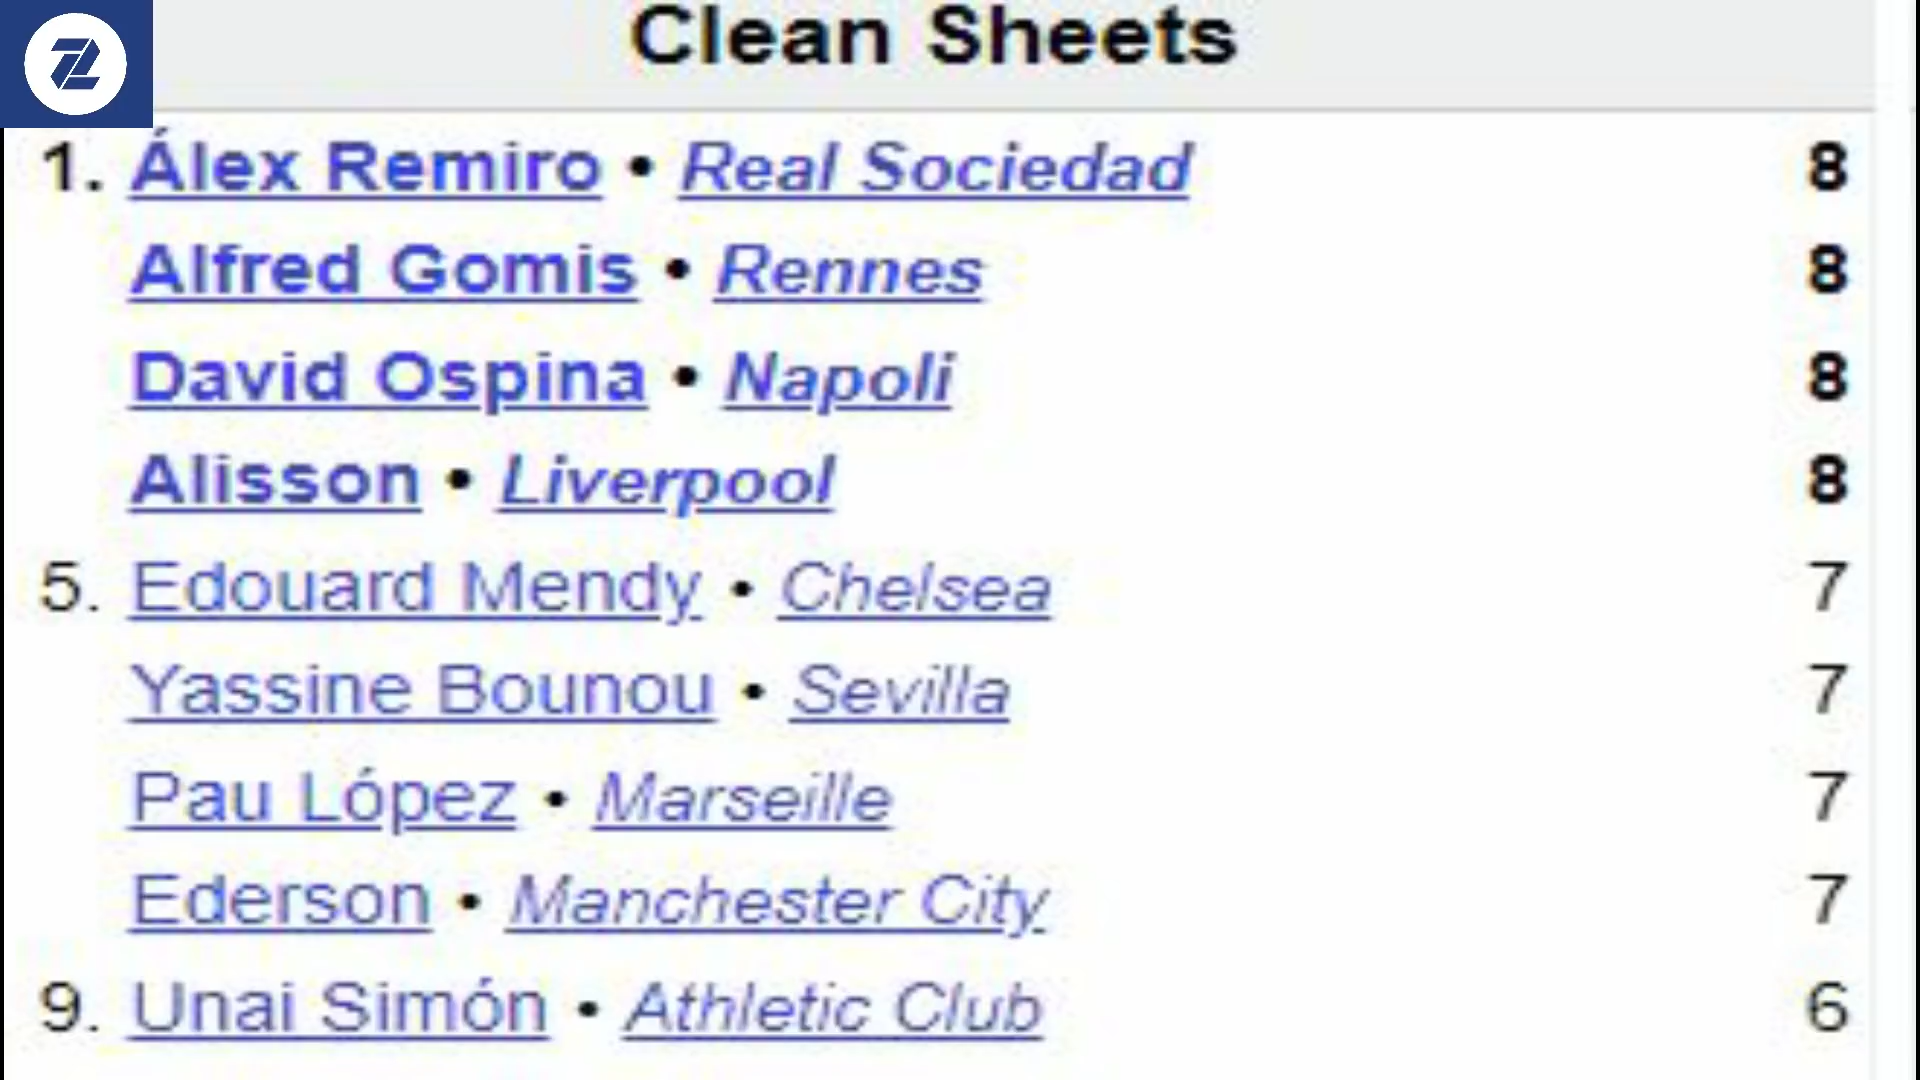 Clean Sheets
1. Álex Remiro • Real Sociedad 8
Alfred Gomis • Rennes 8
David Ospina • Napoli 8
Alisson • Liverpool 8
5. Edouard Mendy • Chelsea 7
Yassine Bounou • Sevilla 7
Pau López • Marseille 7
Ederson • Manchester City 7
9. Unai Simón • Athletic Club 6